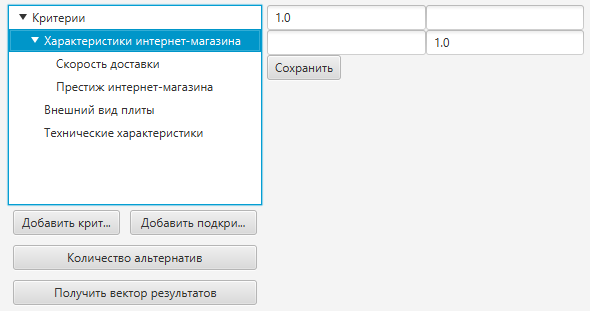 Критерии
Характеристики интернет-магазина
Скорость доставки
Престиж интернет-магазина
Внешний вид плиты
Технические характеристики
Добавить крит... Добавить подкри...
Количество альтернатив
Получить вектор результатов
1.0
1.0
Сохранить